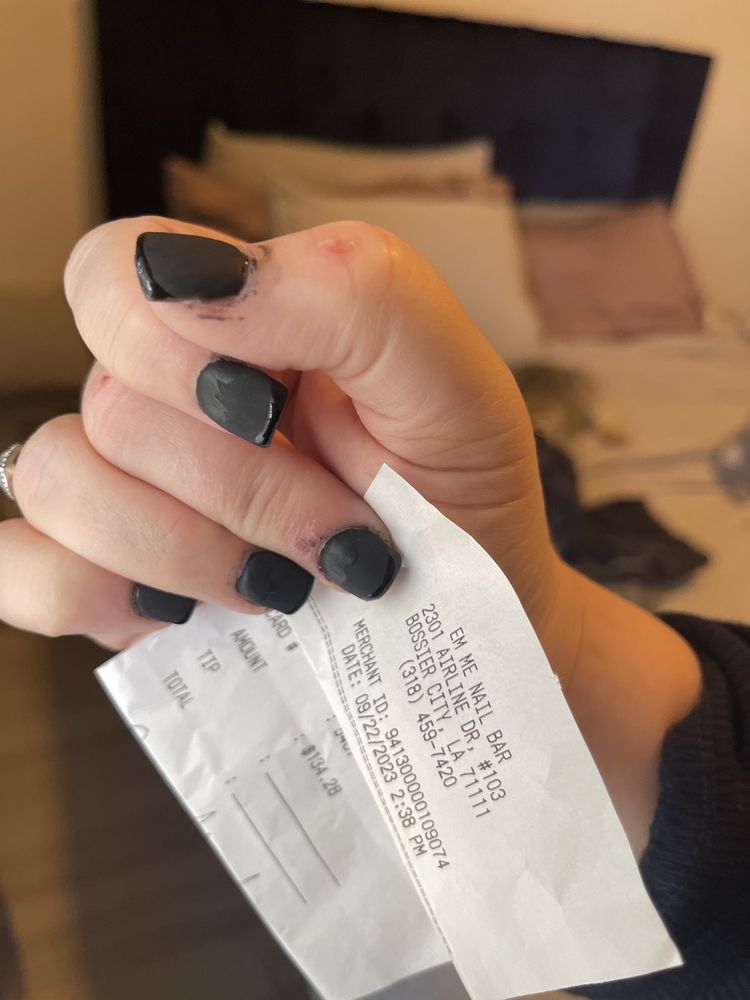 EM ME NAIL BAR
2301 AIRLINE DR, #103
BOSSIER CITY, LA 71111
(318) 459-7420
MERCHANT ID: 941300000109074
DATE: 09/22/2023 2:38 PM
CARD # :
AMOUNT : $134.28
TIP :
TOTAL :